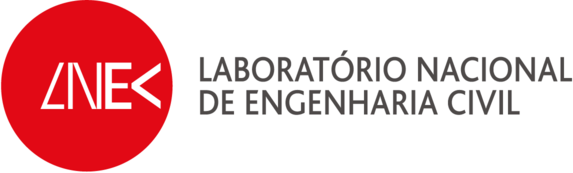 LNEC
LABORATÓRIO NACIONAL
DE ENGENHARIA CIVIL